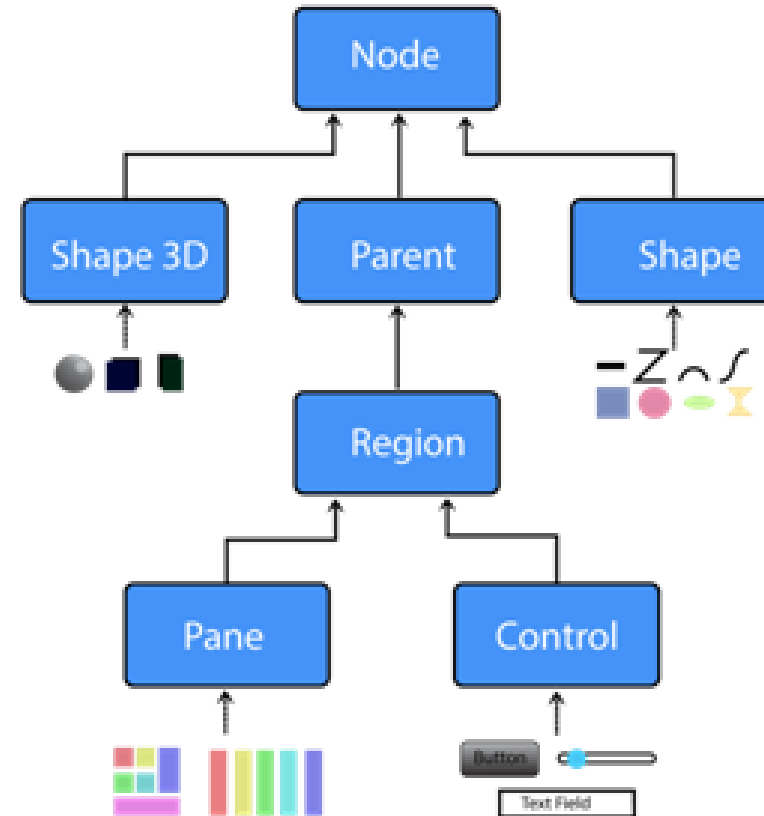 Node
Shape 3D
Parent
Shape
Region
Pane
Control
Button
Text Field